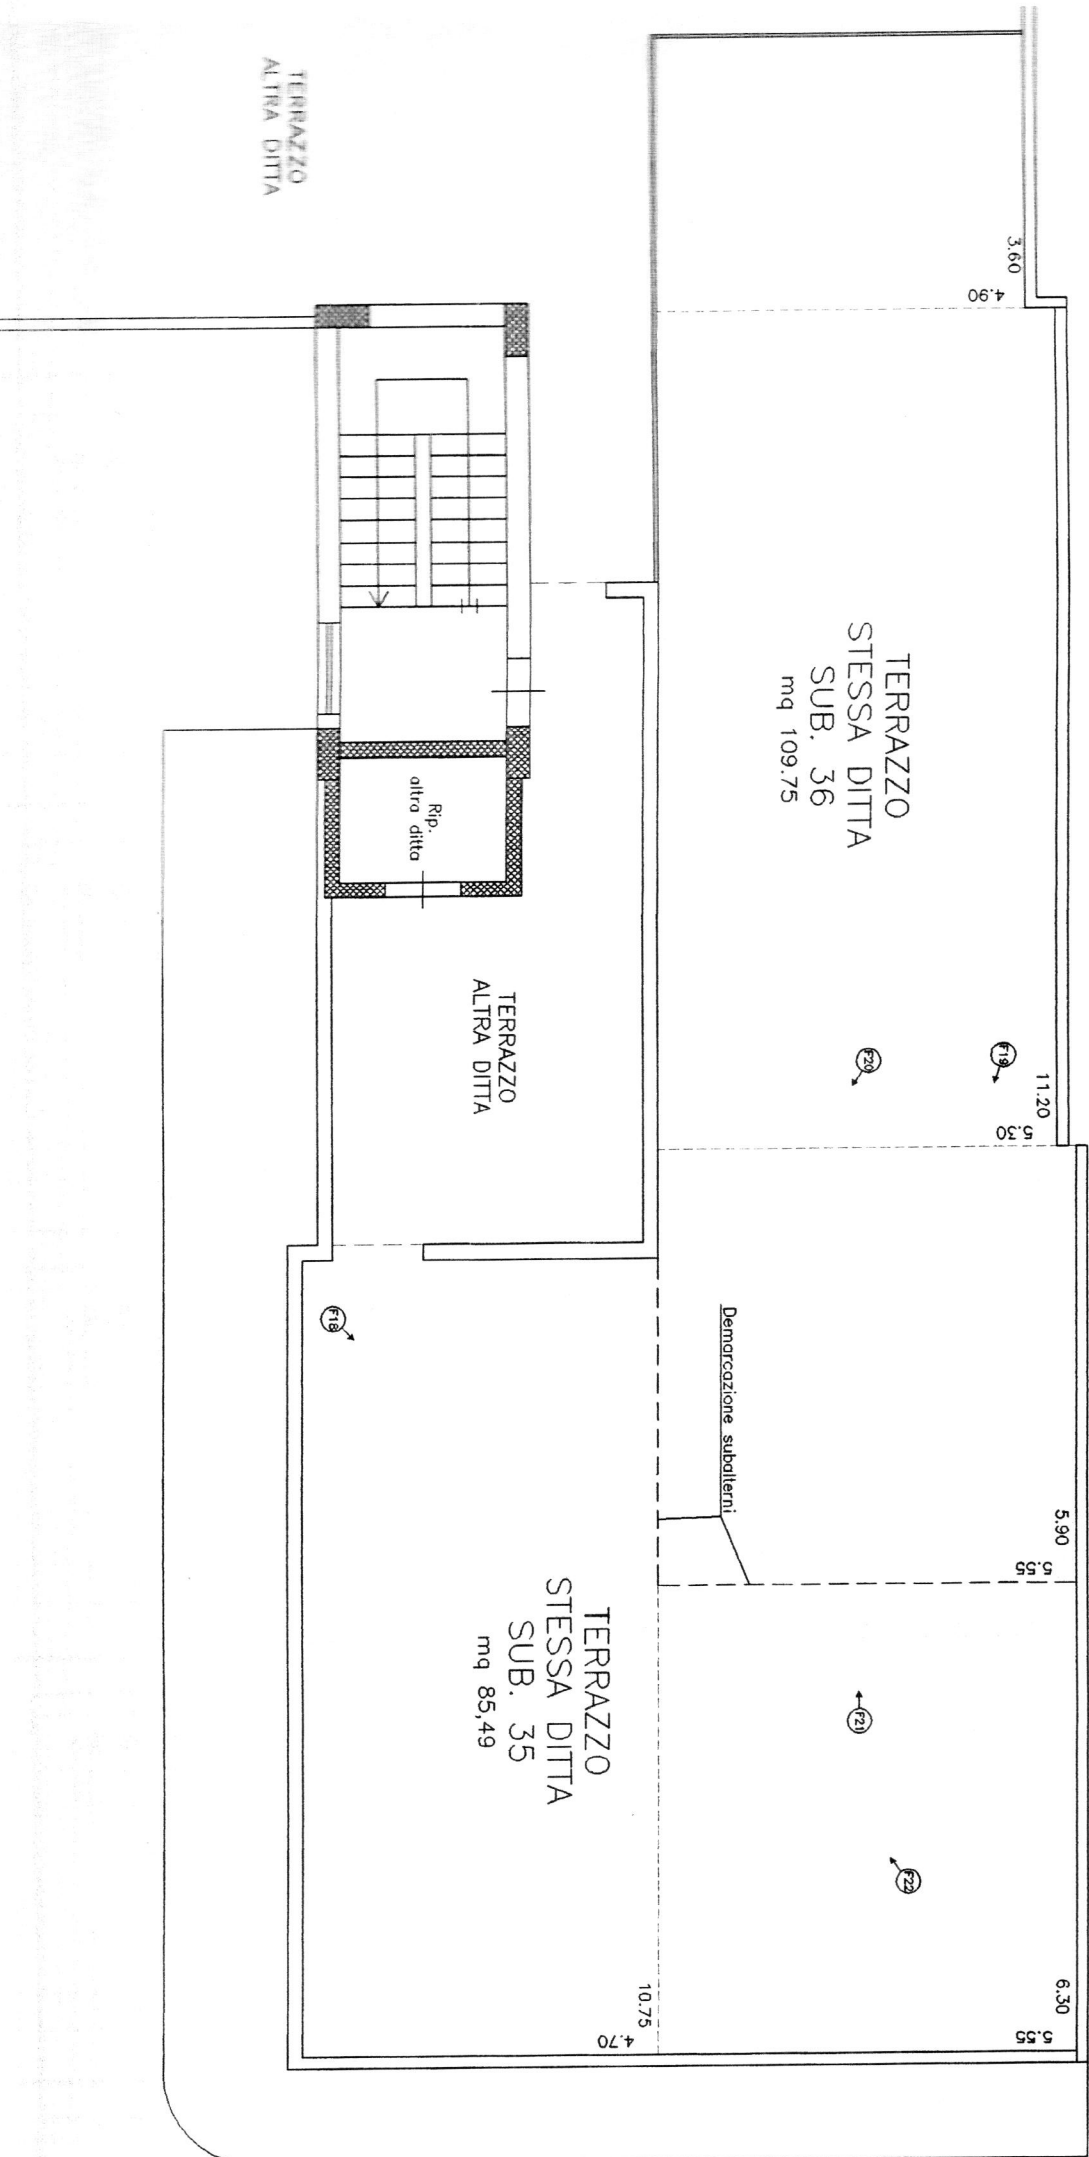 TERRAZZO
ALTRA DITTA
3.60
4.90
TERRAZZO
STESSA DITTA
SUB. 36
mq 109.75
Rip.
altra ditta
TERRAZZO
ALTRA DITTA
F19
F20
11.20
5.30
F18
Demarcazione subalterni
5.90
5.55
TERRAZZO
STESSA DITTA
SUB. 35
mq 85,49
F21
F22
10.75
4.70
6.30
5.55